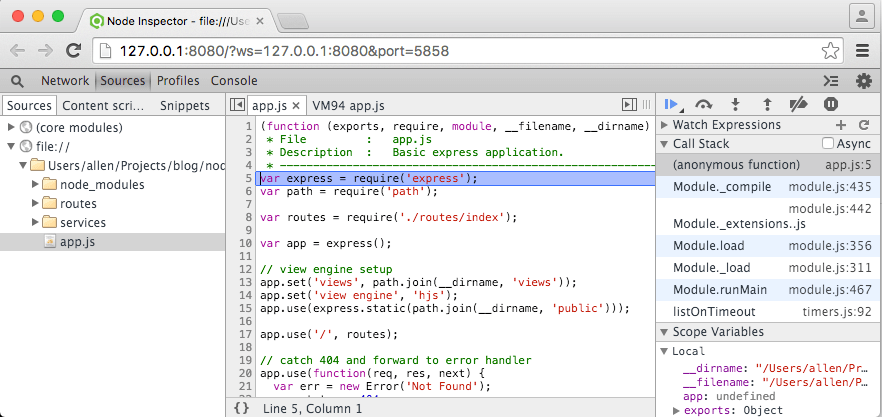 Node Inspector - file:///Use
127.0.0.1:8080/?ws=127.0.0.1:8080&port=5858
Network Sources Profiles Console
Sources Content scri... Snippets
(core modules)
file://
Users/allen/Projects/blog/nod
node_modules
routes
services
app.js
app.js × VM94 app.js
1 (function (exports, require, module, __filename, __dirname)
2 * File : app.js
3 * Description : Basic express application.
4 *
5 var express = require('express');
6 var path = require('path');
7
8 var routes = require('./routes/index');
9
10 var app = express();
11
12 // view engine setup
13 app.set('views', path.join(__dirname, 'views'));
14 app.set('view engine', 'hjs');
15 app.use(express.static(path.join(__dirname, 'public')));
16
17 app.use('/', routes);
18
19 // catch 404 and forward to error handler
20 app.use(function(req, res, next) {
21 var err = new Error('Not Found');
{} Line 5, Column 1
Watch Expressions
Call Stack Async
(anonymous function) app.js:5
Module._compile module.js:435
module.js:442
Module._extensions..js
Module.load module.js:356
Module._load module.js:311
Module.runMain module.js:467
listOnTimeout timers.js:92
Scope Variables
Local
__dirname: "/Users/allen/Pr…
__filename: "/Users/allen/P…
app: undefined
exports: Object